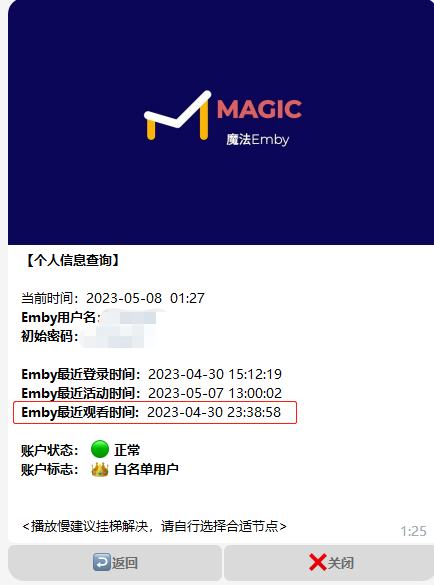 MAGIC
魔法Emby
【个人信息查询】
当前时间：2023-05-08 01:27
Emby用户名:
初始密码：
Emby最近登录时间：2023-04-30 15:12:19
Emby最近活动时间：2023-05-07 13:00:02
Emby最近观看时间：2023-04-30 23:38:58
账户状态： 🟢 正常
账户标志： 👑 白名单用户
<播放慢建议挂梯解决，请自行选择合适节点>
1:25
↩️返回
❌关闭